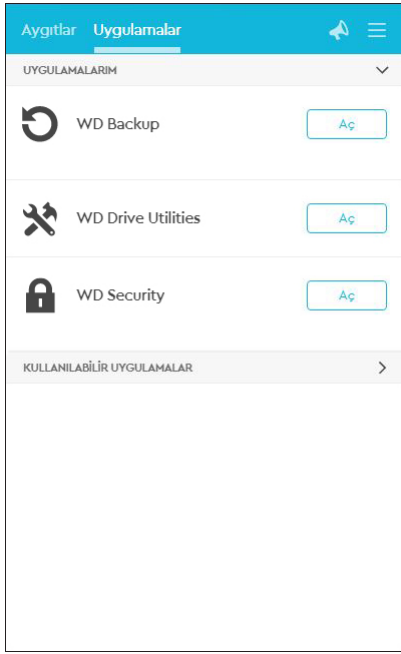 Aygıtlar Uygulamalar
UYGULAMALARIM
WD Backup Aç
WD Drive Utilities Aç
WD Security Aç
KULLANILABİLİR UYGULAMALAR